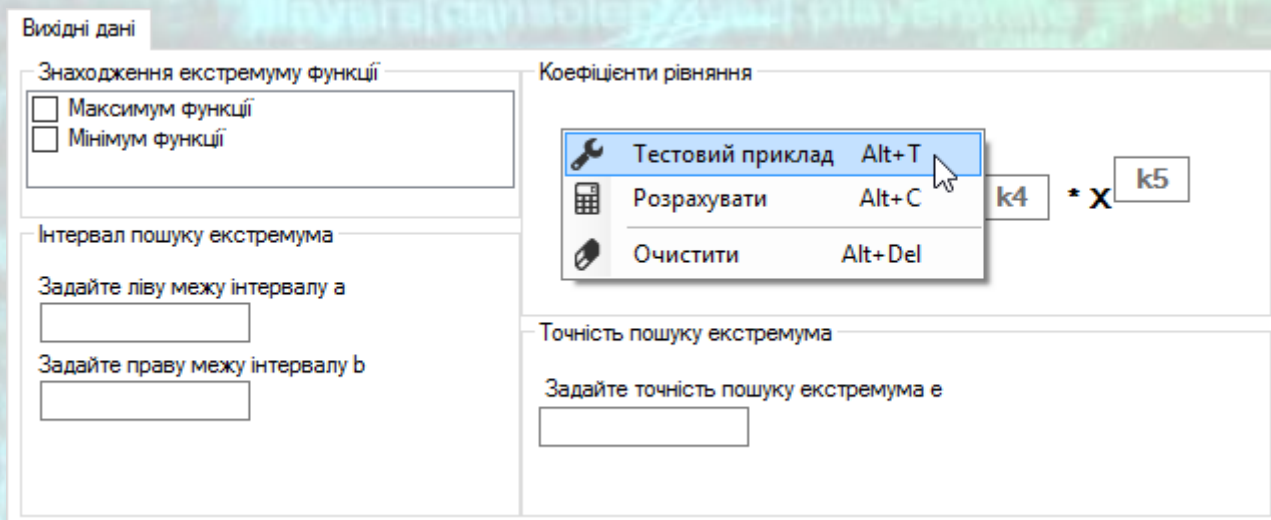 Вихідні дані
Знаходження екстремуму функції
Максимум функції
Мінімум функції
Інтервал пошуку екстремума
Задайте ліву межу інтервалу a
Задайте праву межу інтервалу b
Коефіцієнти рівняння
Тестовий приклад Alt+T
Розрахувати Alt+C
Очистити Alt+Del
k4 * X k5
Точність пошуку екстремума
Задайте точність пошуку екстремума e